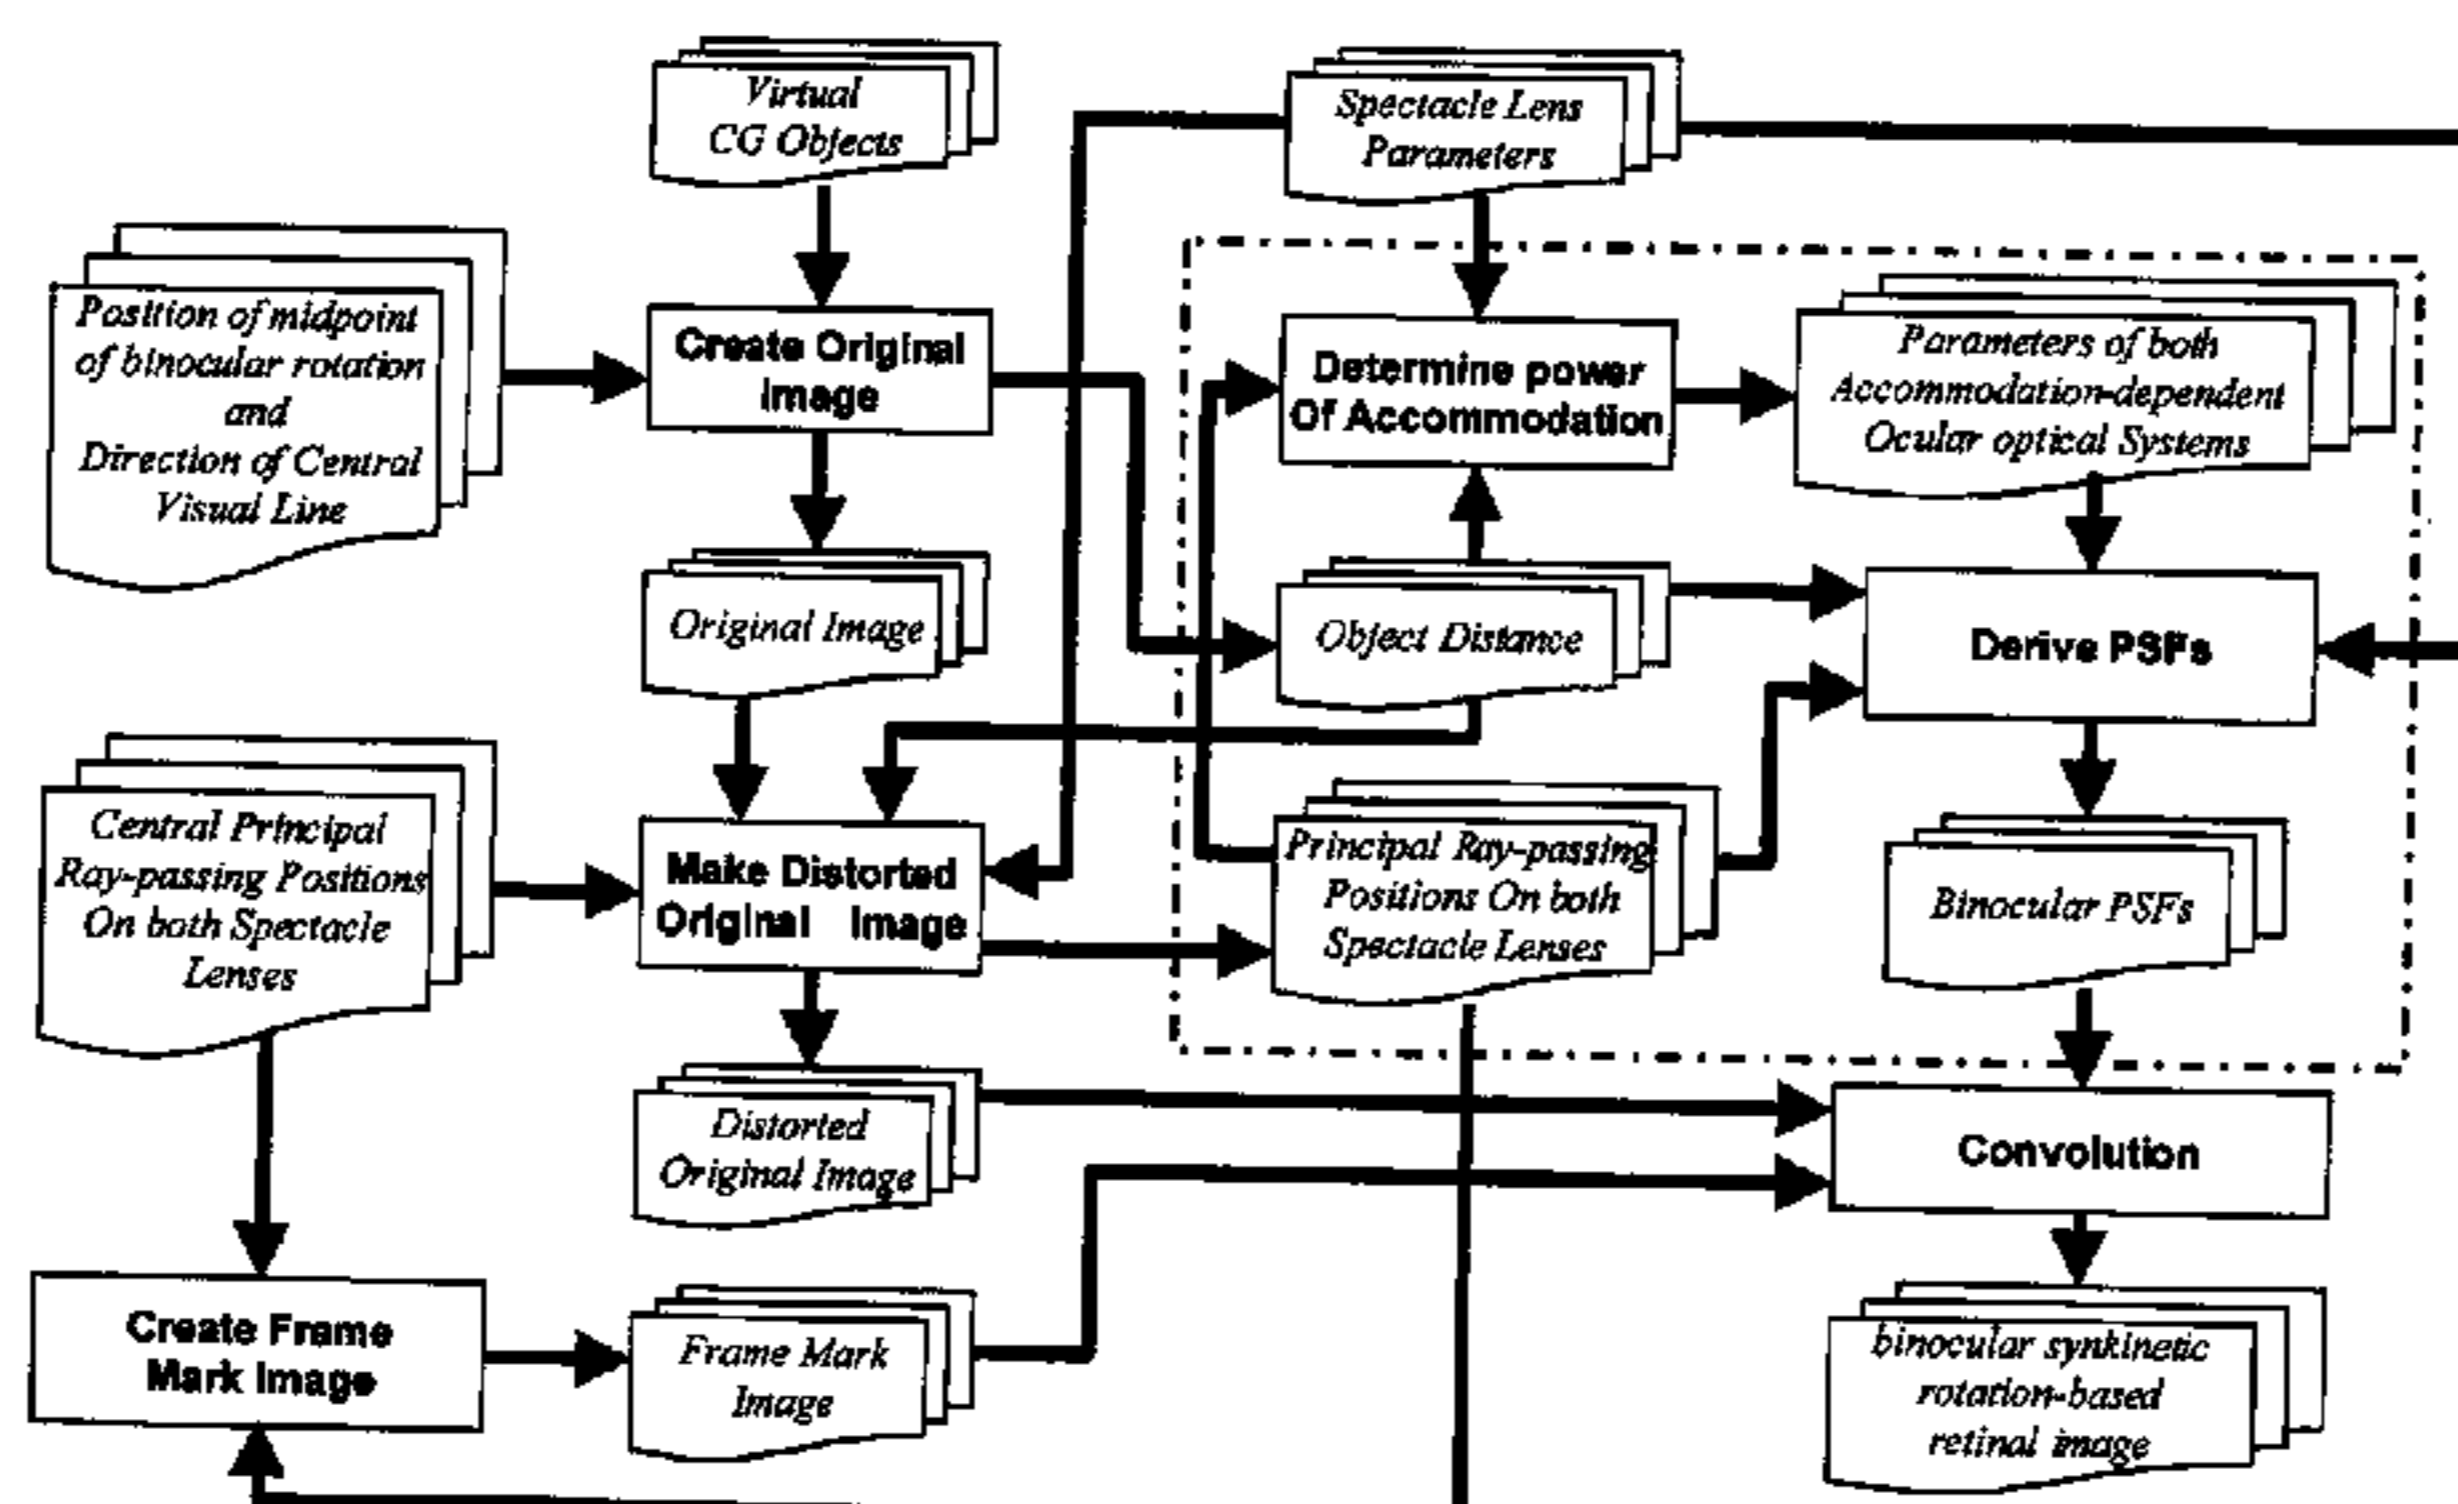 Virtual
CG Objects
Spectacle Lens
Parameters
Position of midpoint
of binocular rotation
and
Direction of Central
Visual Line
Create Original
Image
Determine power
Of Accommodation
Parameters of both
Accommodation-dependent
Ocular optical Systems
Original Image
Object Distance
Derive PSFs
Central Principal
Ray-passing Positions
On both Spectacle
Lenses
Make Distorted
Original Image
Principal Ray-passing
Positions On both
Spectacle Lenses
Binocular PSFs
Distorted
Original Image
Convolution
Create Frame
Mark Image
Frame Mark
Image
binocular synkinetic
rotation-based
retinal image